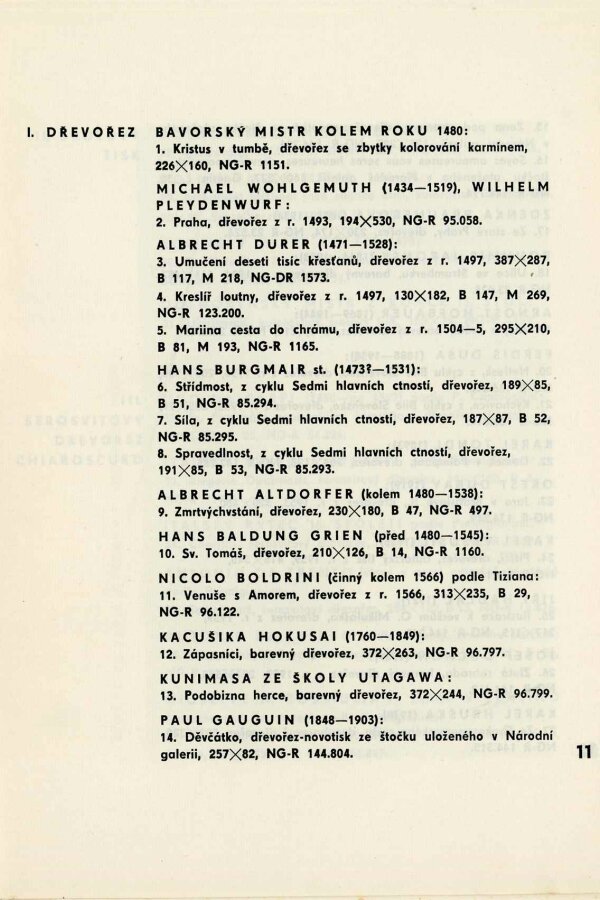 I. DŘEVOŘEZ BAVORSKÝ MISTR KOLEM ROKU 1480:
1. Kristus v tumbě, dřevořez se zbytky kolorování karmínem,
226×160, NG-R 1151.
MICHAEL WOHLGEMUTH (1434—1519), WILHELM
PLEYDENWURF:
2. Praha, dřevořez z r. 1493, 194×530, NG-R 95.058.
ALBRECHT DURER (1471—1528):
3. Umučení deseti tisíc křesťanů, dřevořez z r. 1497, 387×287,
B 117, M 218, NG-DR 1573.
4. Kreslíř loutny, dřevořez z r. 1497, 130×182, B 147, M 269,
NG-R 123.200.
5. Mariina cesta do chrámu, dřevořez z r. 1504—5, 295×210,
B 81, M 193, NG-R 1165.
HANS BURGMAIR st. (1473?—1531):
6. Střídmost, z cyklu Sedmi hlavních ctností, dřevořez, 189×85,
B 51, NG-R 85.294.
7. Síla, z cyklu Sedmi hlavních ctností, dřevořez, 187×87, B 52,
NG-R 85.295.
8. Spravedlnost, z cyklu Sedmi hlavních ctností, dřevořez,
191×85, B 53, NG-R 85.293.
ALBRECHT ALTDORFER (kolem 1480—1538):
9. Zmrtvýchvstání, dřevořez, 230×180, B 47, NG-R 497.
HANS BALDUNG GRIEN (před 1480—1545):
10. Sv. Tomáš, dřevořez, 210×126, B 14, NG-R 1160.
NICOLO BOLDRINI (činný kolem 1566) podle Tiziana:
11. Venuše s Amorem, dřevořez z r. 1566, 313×235, B 29,
NG-R 96.122.
KACUŠIKA HOKUSAI (1760—1849):
12. Zápasníci, barevný dřevořez, 372×263, NG-R 96.797.
KUNIMASA ZE ŠKOLY UTAGAWA:
13. Podobizna herce, barevný dřevořez, 372×244, NG-R 96.799.
PAUL GAUGUIN (1848—1903):
14. Děvčátko, dřevořez-novotisk ze štočku uloženého v Národní
galerii, 257×82, NG-R 144.804.
11